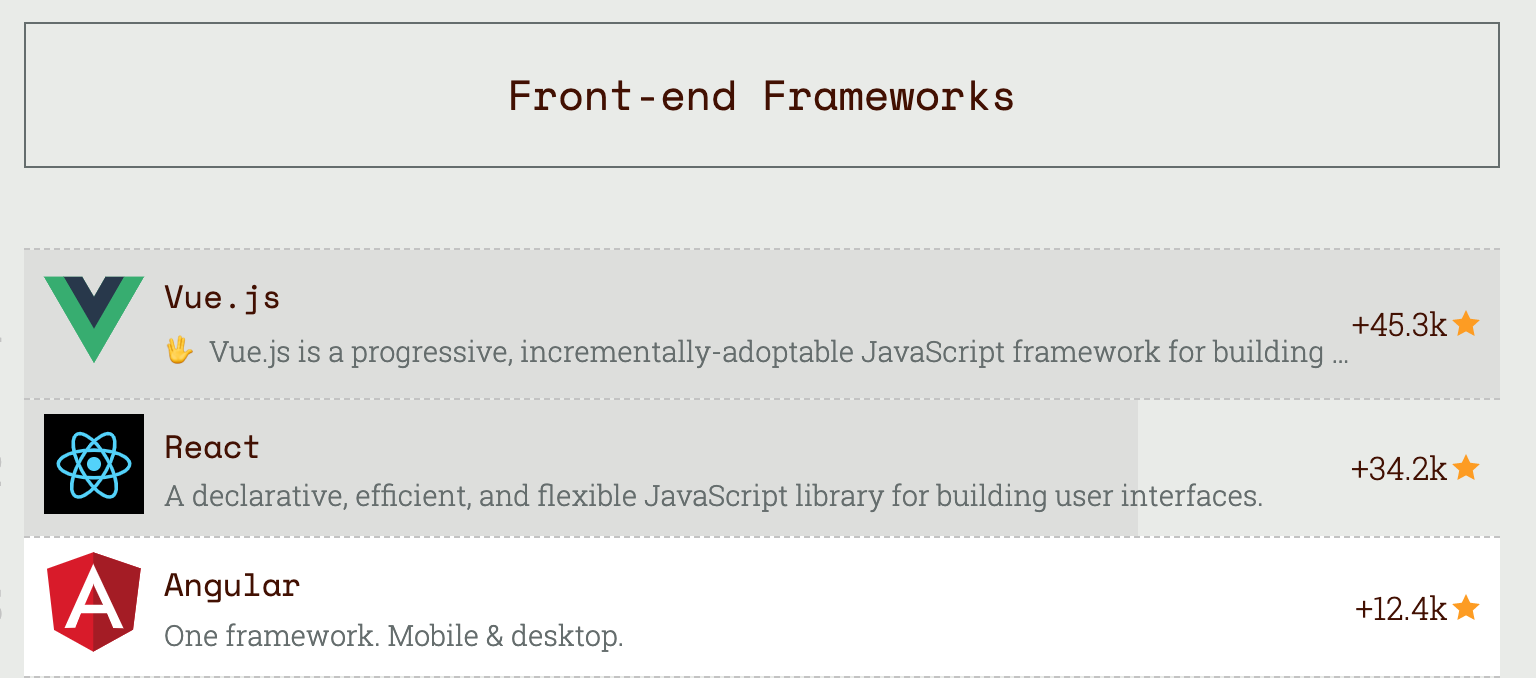 Front-end Frameworks
Vue.js
🖖 Vue.js is a progressive, incrementally-adoptable JavaScript framework for building ...
+45.3k
React
A declarative, efficient, and flexible JavaScript library for building user interfaces.
+34.2k
Angular
One framework. Mobile & desktop.
+12.4k